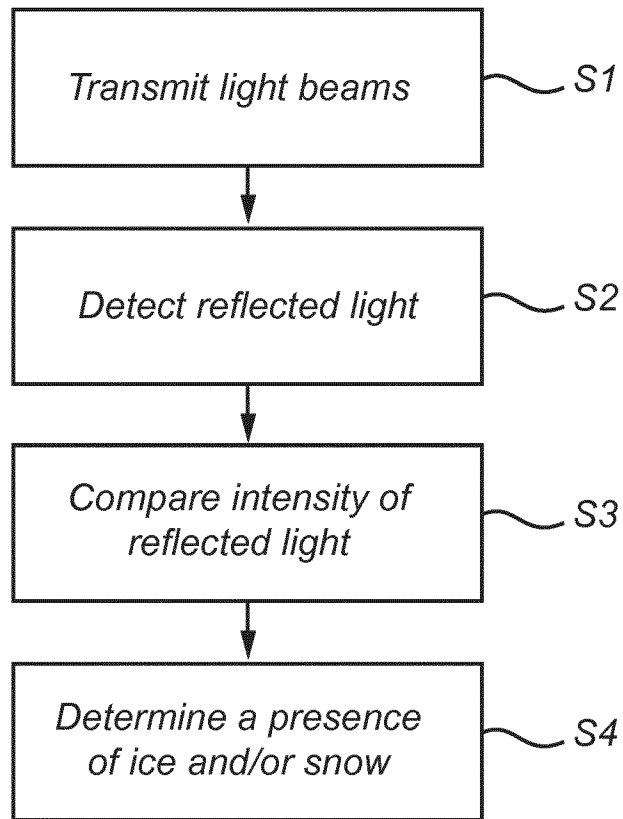 Transmit light beams
S1
Detect reflected light
S2
Compare intensity of
reflected light
S3
Determine a presence
of ice and/or snow
S4